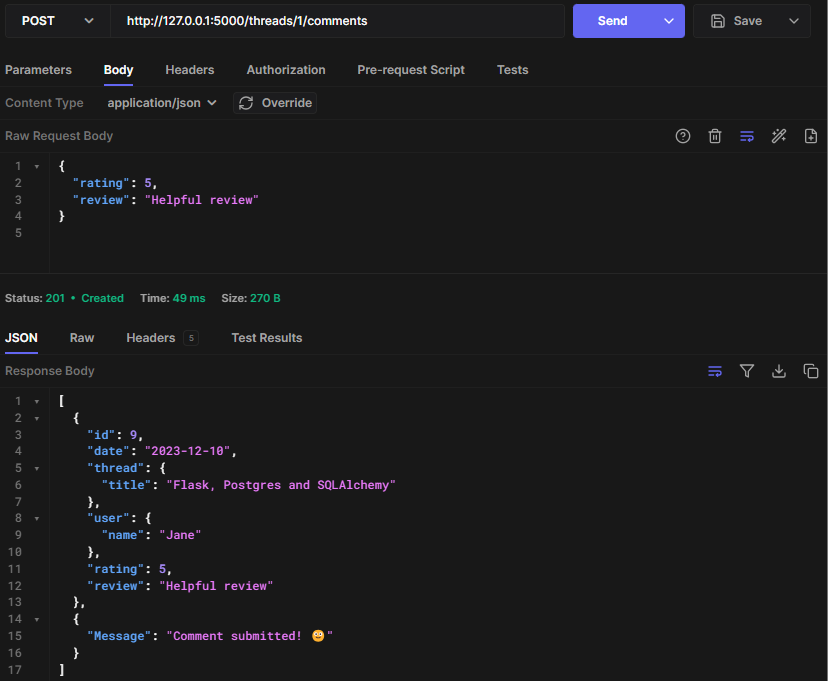 POST http://127.0.0.1:5000/threads/1/comments Send Save
Parameters Body Headers Authorization Pre-request Script Tests
Content Type application/json Override
Raw Request Body
1 {
2 "rating": 5,
3 "review": "Helpful review"
4 }
5
Status: 201 • Created Time: 49 ms Size: 270 B
JSON Raw Headers 5 Test Results
Response Body
1 [
2 {
3 "id": 9,
4 "date": "2023-12-10",
5 "thread": {
6 "title": "Flask, Postgres and SQLAlchemy"
7 },
8 "user": {
9 "name": "Jane"
10 },
11 "rating": 5,
12 "review": "Helpful review"
13 },
14 {
15 "Message": "Comment submitted! 🌝"
16 }
17 ]